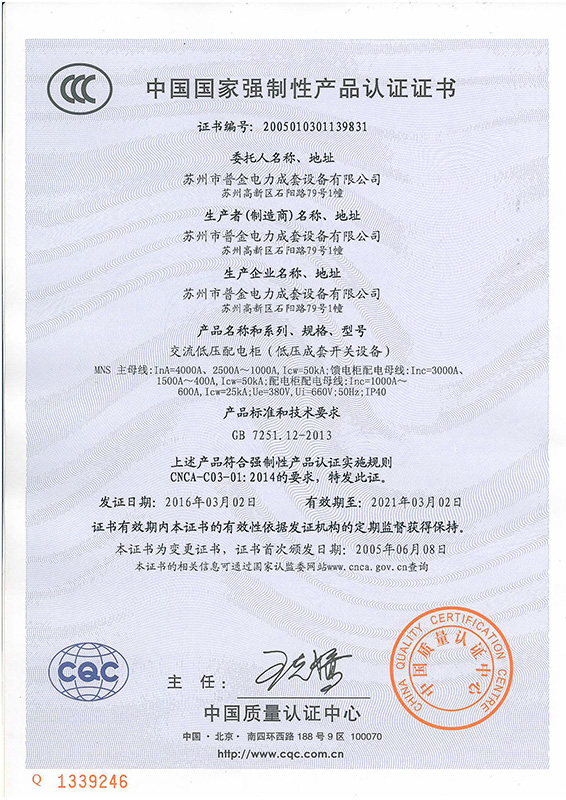 CCC
中国国家强制性产品认证证书
证书编号：2005010301139831
委托人名称、地址
苏州市普金电力成套设备有限公司
苏州高新区石阳路79号1幢
生产者(制造商)名称、地址
苏州市普金电力成套设备有限公司
苏州高新区石阳路79号1幢
生产企业名称、地址
苏州市普金电力成套设备有限公司
苏州高新区石阳路79号1幢
产品名称和系列、规格、型号
交流低压配电柜（低压成套开关设备）
MNS 主母线:InA=4000A、2500A～1000A,Icw=50kA;馈电柜配电母线:Inc=3000A、
1500A～400A,Icw=50kA;配电柜配电母线:Inc=1000A～
600A,Icw=25kA;Ue=380V,Ui=660V;50Hz;IP40
产品标准和技术要求
GB 7251.12-2013
上述产品符合强制性产品认证实施规则
CNCA-C03-01:2014的要求，特发此证。
发证日期：2016年03月02日 有效期至：2021年03月02日
证书有效期内本证书的有效性依据发证机构的定期监督获得保持。
本证书为变更证书，证书首次颁发日期：2005年06月08日
本证书的相关信息可通过国家认监委网站www.cnca.gov.cn查询
CQC
主 任：
CHINA QUALITY CERTIFICATION CENTRE
中国质量认证中心
中国质量认证中心
中国·北京·南四环西路188号9区 100070
http://www.cqc.com.cn
Q 1339246